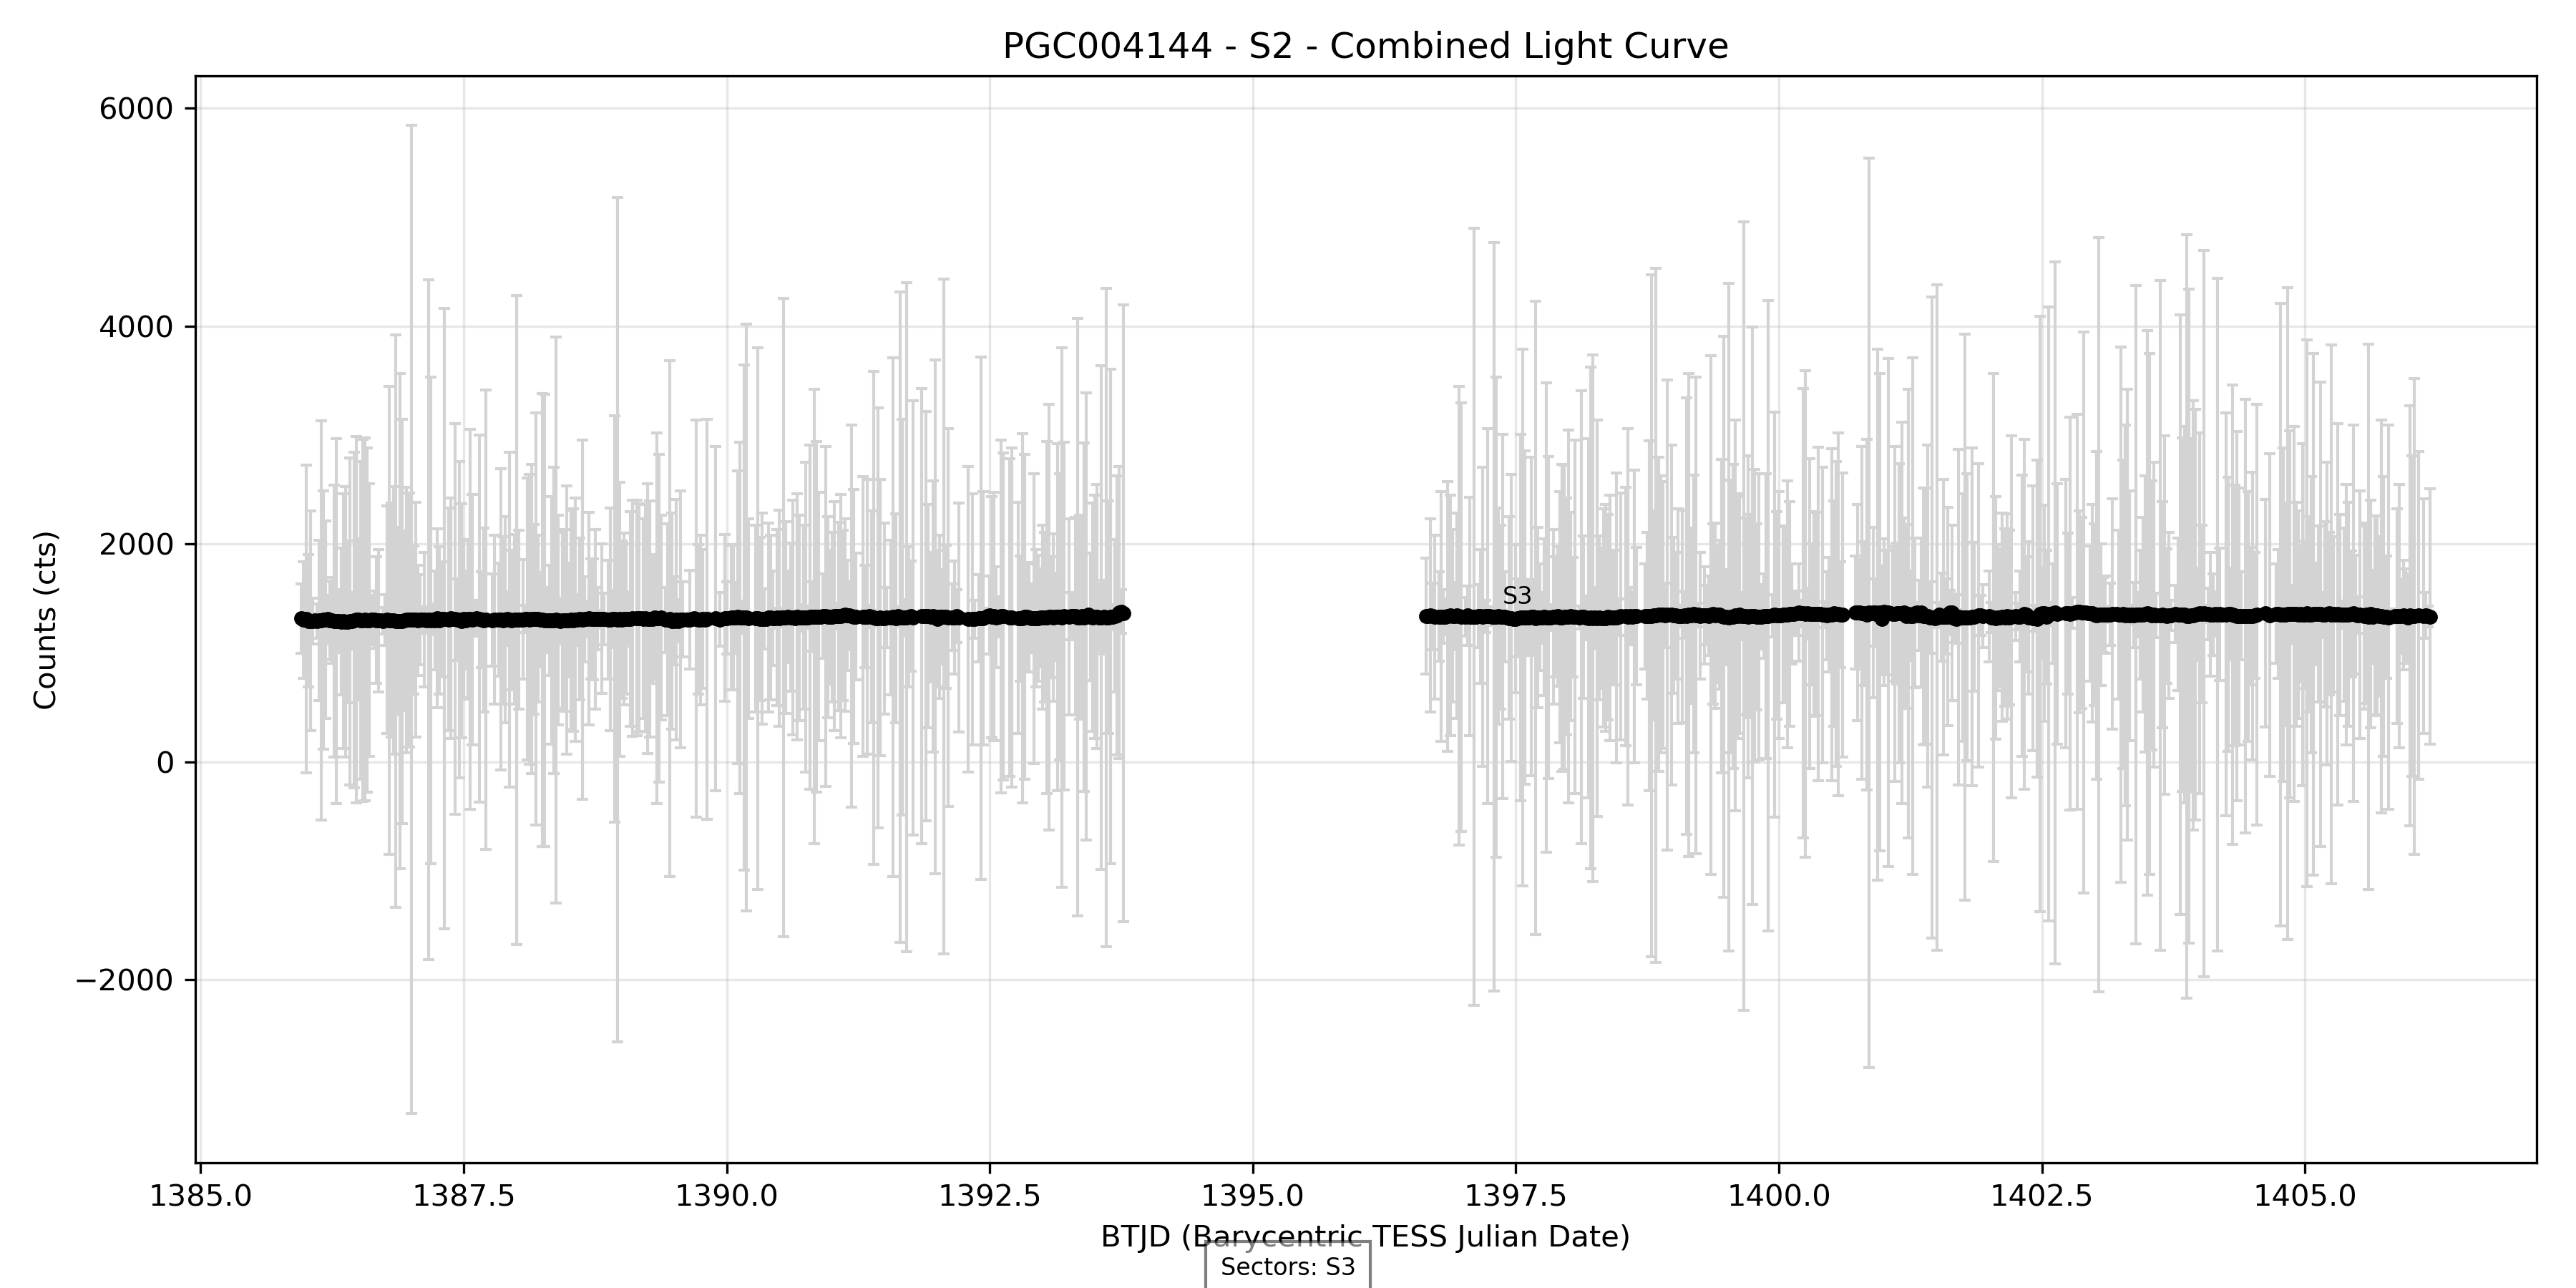 PGC004144 - S2 - Combined Light Curve
6000
4000
2000
0
−2000
Counts (cts)
S3
1385.0 1387.5 1390.0 1392.5 1395.0 1397.5 1400.0 1402.5 1405.0
BTJD (Barycentric TESS Julian Date)
Sectors: S3